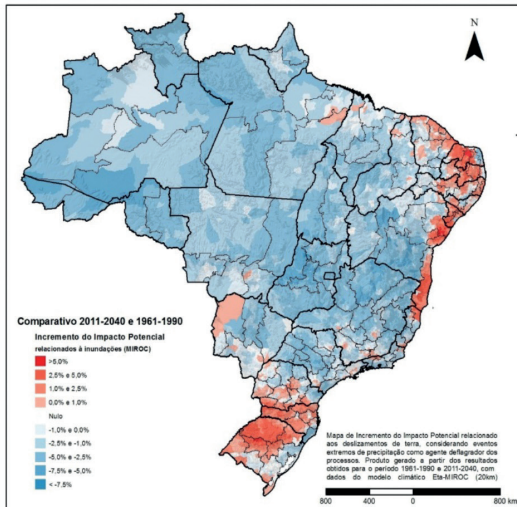 N
Comparativo 2011-2040 e 1961-1990
Incremento do Impacto Potencial
relacionados à inundações (MIROC)
>5,0%
2,5% e 5,0%
1,0% e 2,5%
0,0% e 1,0%
Nulo
-1,0% e 0,0%
-2,5% e -1,0%
-5,0% e -2,5%
-7,5% e -5,0%
< -7,5%
Mapa de Incremento do Impacto Potencial relacionado
aos deslizamentos de terra, considerando eventos
extremos de precipitação como agente deflagrador dos
processos. Produto gerado a partir dos resultados
obtidos para o período 1961-1990 e 2011-2040, com
dados do modelo climático Eta-MIROC (20km)
800 400 0 800 km